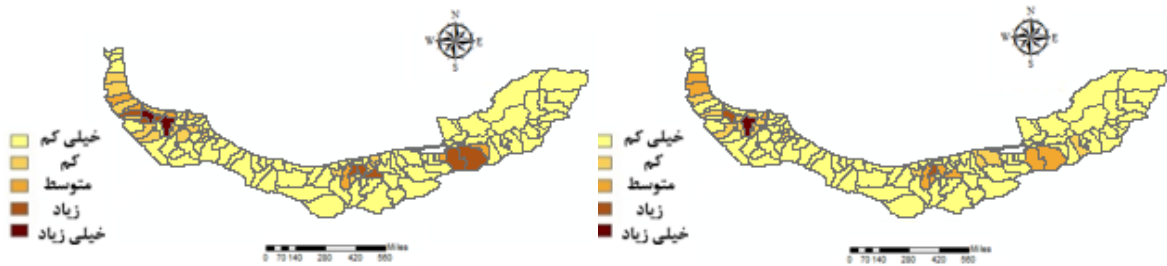 N
W E
S
خیلی کم
کم
متوسط
زیاد
خیلی زیاد
Miles
0 70 140 280 420 560
N
W E
S
خیلی کم
کم
متوسط
زیاد
خیلی زیاد
Miles
0 70 140 280 420 560